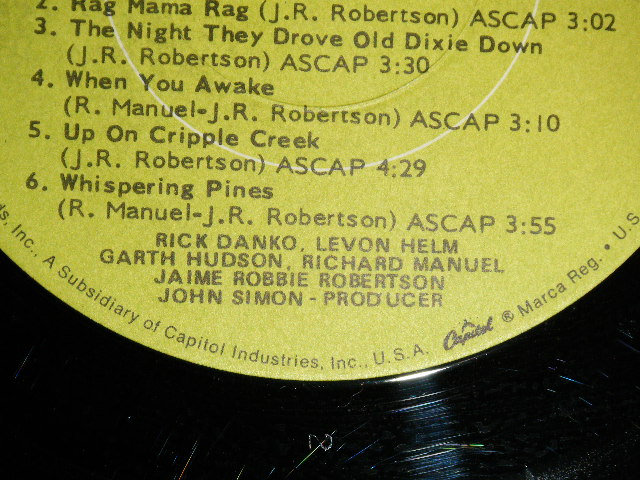 2. Rag Mama Rag (J.R. Robertson) ASCAP 3:02
3. The Night They Drove Old Dixie Down
(J.R. Robertson) ASCAP 3:30
4. When You Awake
(R. Manuel-J.R. Robertson) ASCAP 3:10
5. Up On Cripple Creek
(J.R. Robertson) ASCAP 4:29
6. Whispering Pines
(R. Manuel-J.R. Robertson) ASCAP 3:55
RICK DANKO, LEVON HELM
GARTH HUDSON, RICHARD MANUEL
JAIME ROBBIE ROBERTSON
JOHN SIMON - PRODUCER
Inc., A Subsidiary of Capitol Industries, Inc., U.S.A. Capitol ® Marca Reg. • U.S.